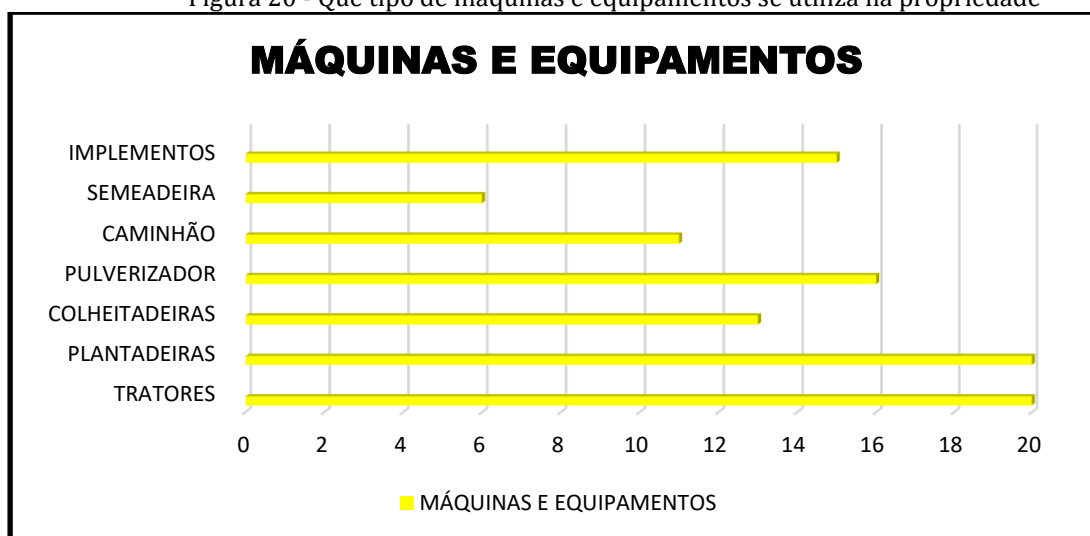 Figura 20 - Que tipo de máquinas e equipamentos se utiliza na propriedade
MÁQUINAS E EQUIPAMENTOS
IMPLEMENTOS
SEMEADEIRA
CAMINHÃO
PULVERIZADOR
COLHEITADEIRAS
PLANTADEIRAS
TRATORES
0 2 4 6 8 10 12 14 16 18 20
MÁQUINAS E EQUIPAMENTOS